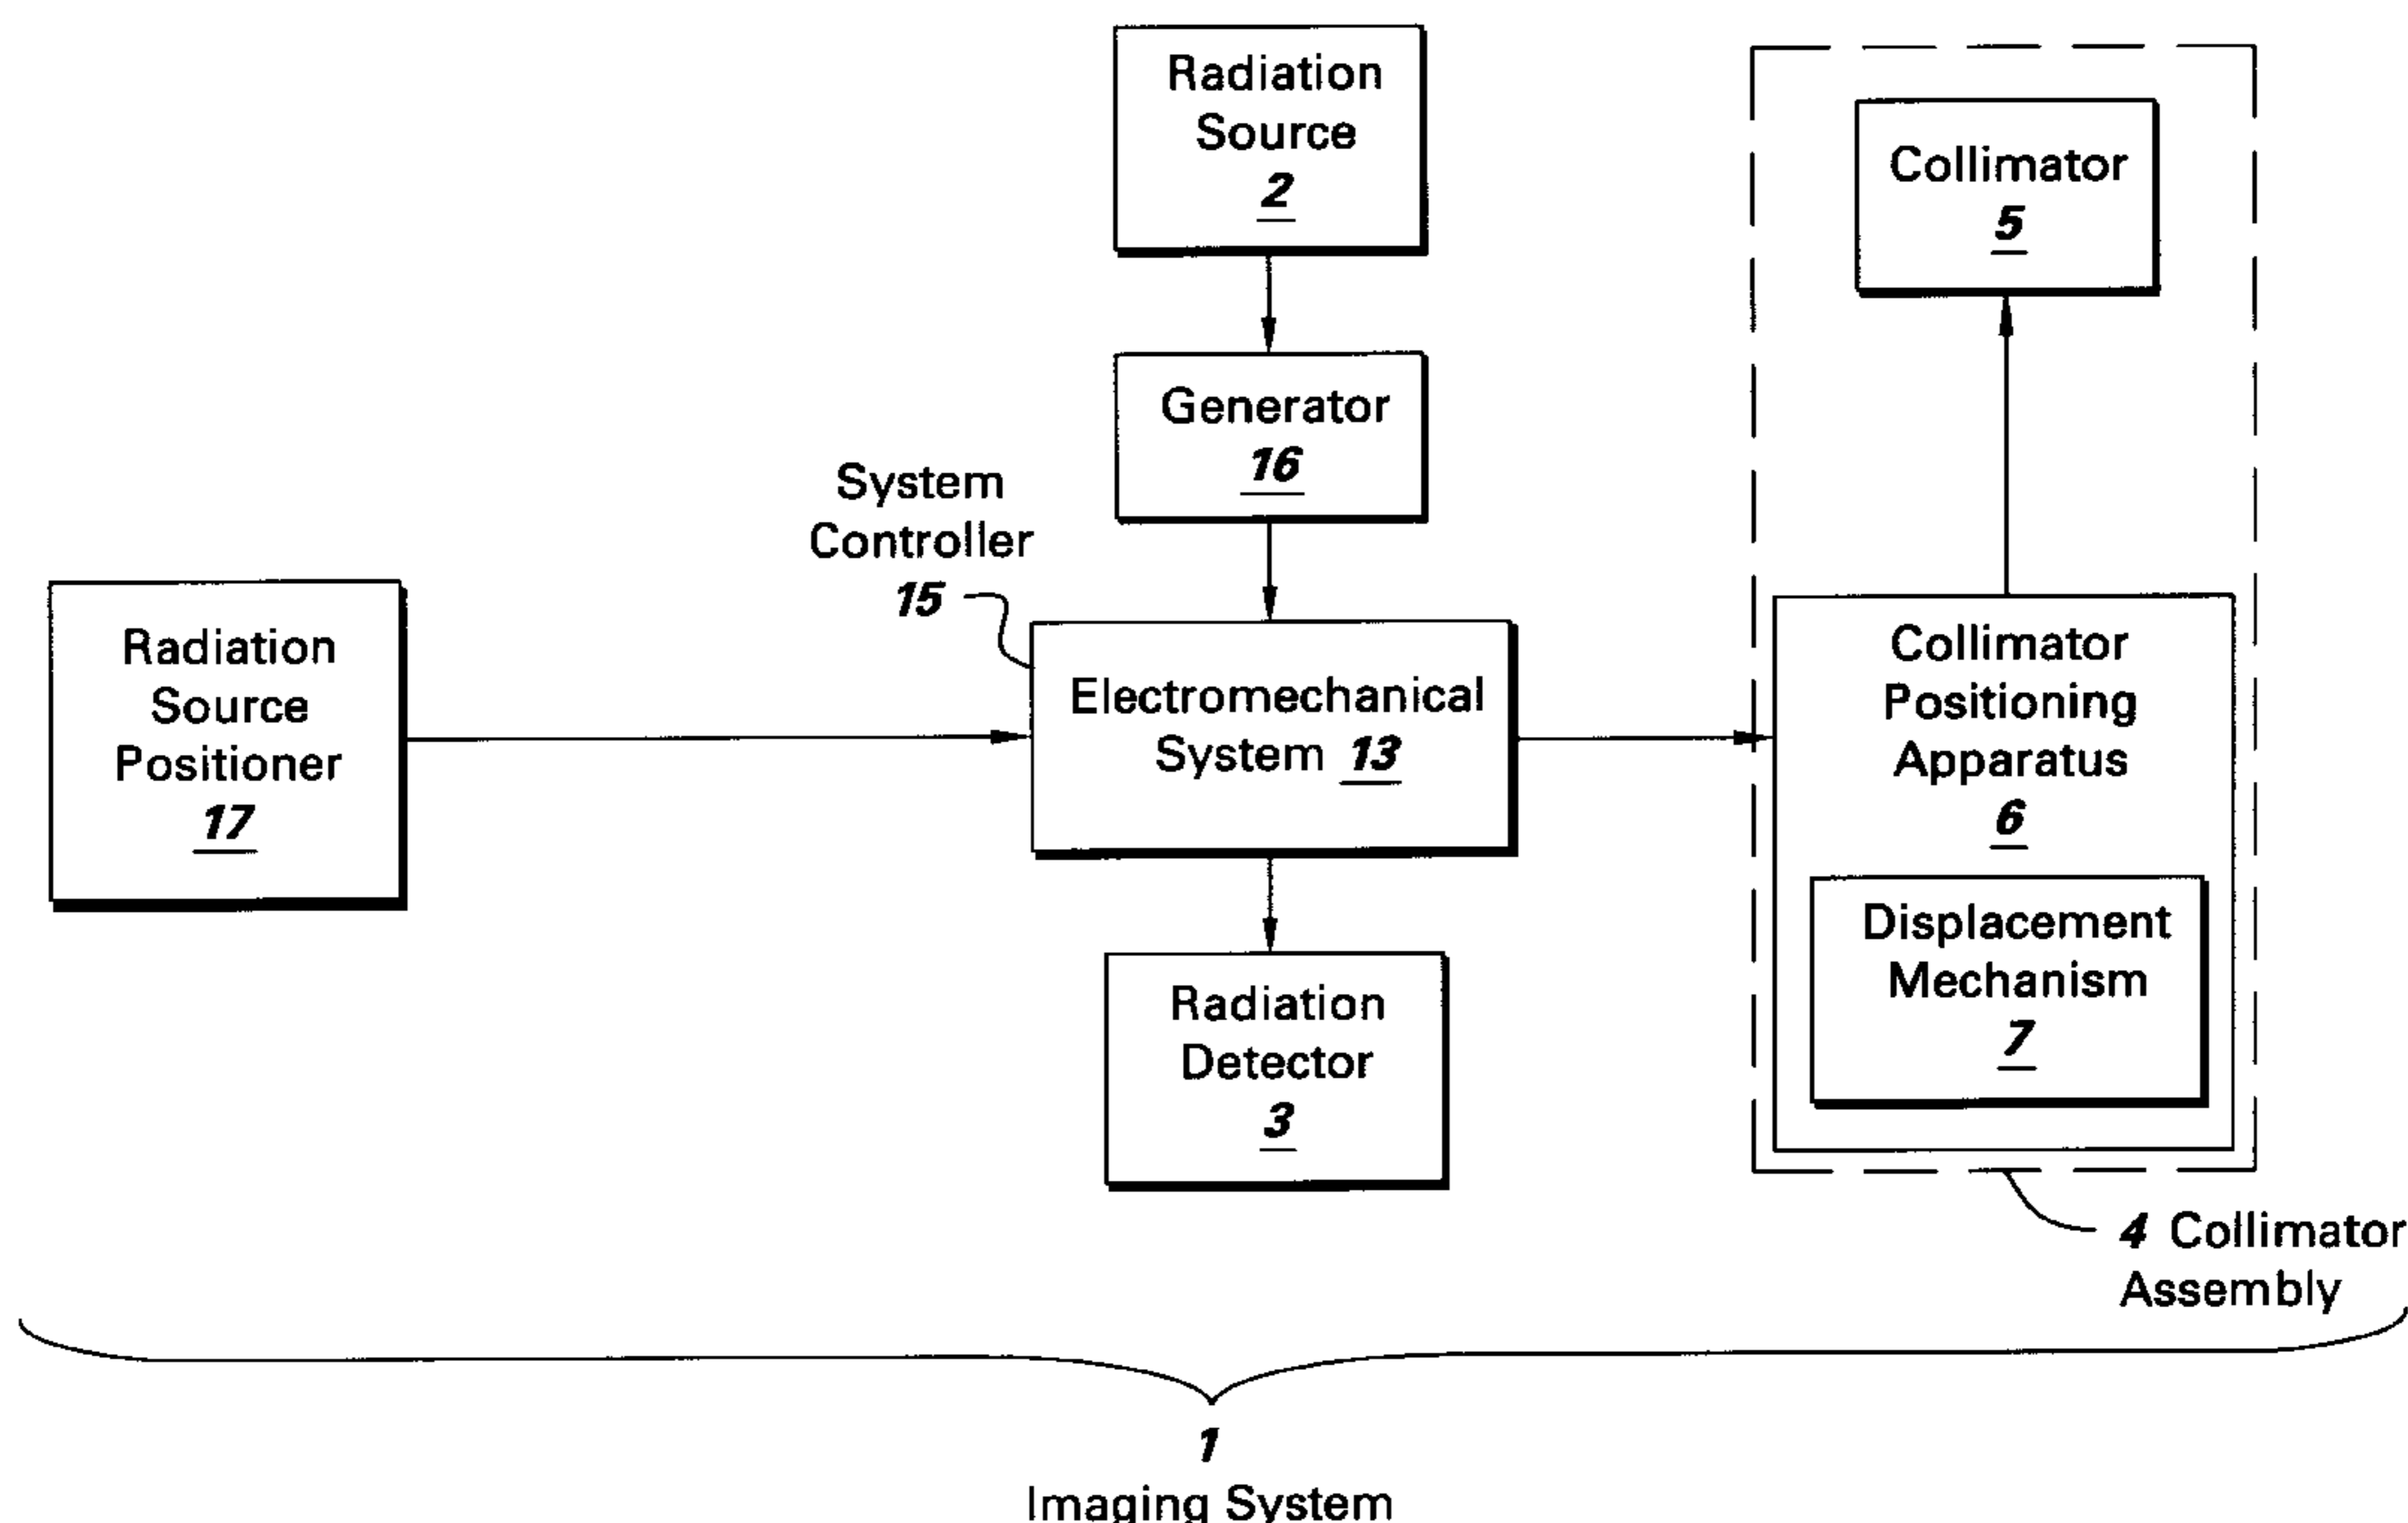 Radiation
Source
2
Collimator
5
Generator
16
System
Controller
15
Radiation
Source
Positioner
17
Electromechanical
System 13
Collimator
Positioning
Apparatus
6
Displacement
Mechanism
7
Radiation
Detector
3
4 Collimator
Assembly
1
Imaging System